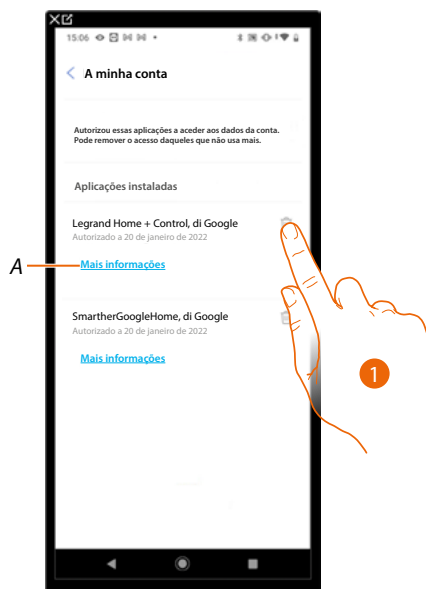 15:06
A minha conta
Autorizou essas aplicações a aceder aos dados da conta.
Pode remover o acesso daqueles que não usa mais.
Aplicações instaladas
Legrand Home + Control, di Google
Autorizado a 20 de janeiro de 2022
A
Mais informações
SmartherGoogleHome, di Google
Autorizado a 20 de janeiro de 2022
Mais informações
1